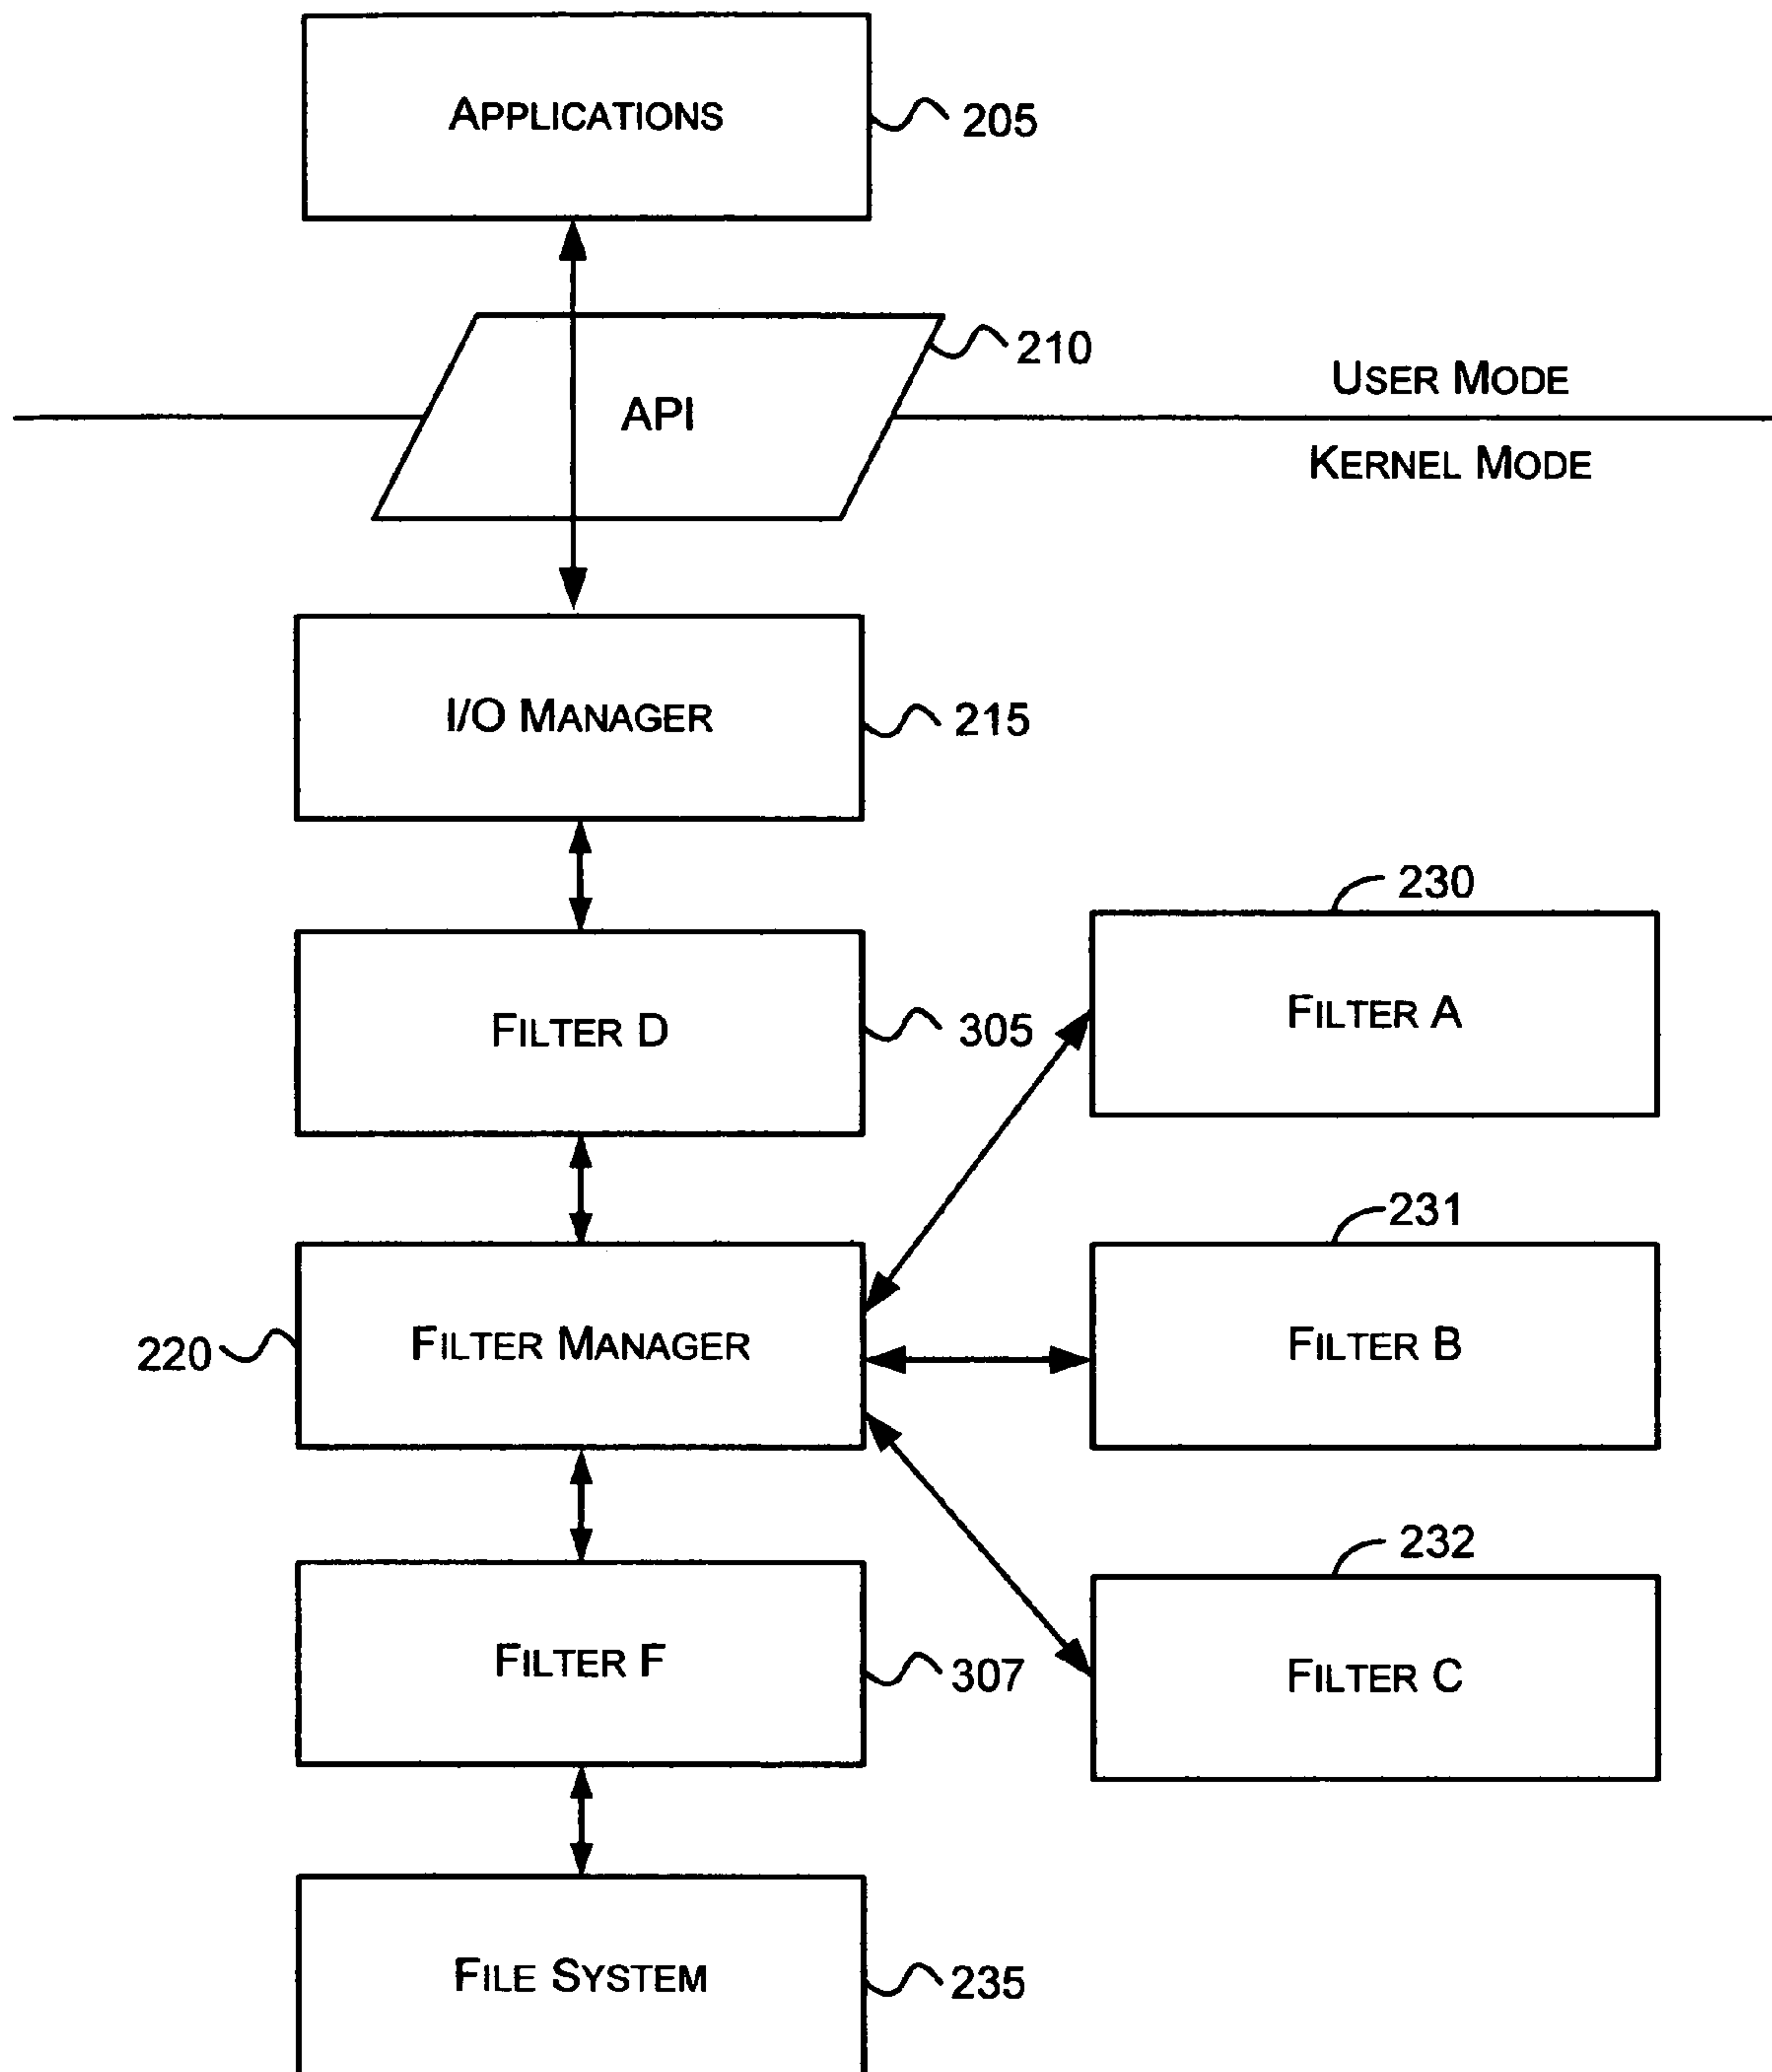 APPLICATIONS
205
210
USER MODE
API
KERNEL MODE
I/O MANAGER
215
230
FILTER D
305
FILTER A
231
220
FILTER MANAGER
FILTER B
232
FILTER F
307
FILTER C
FILE SYSTEM
235